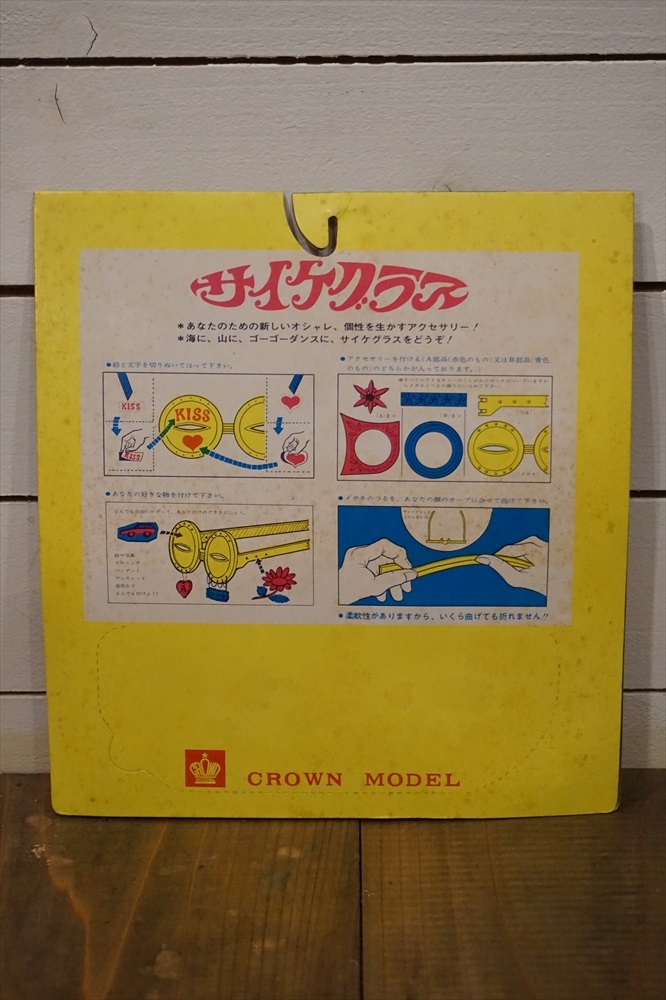 サイケグラス
*あなたのための新しいオシャレ、個性を生かすアクセサリー!
*海に、山に、ゴーゴーダンスに、サイケグラスをどうぞ!
●絵と文字を切りぬいてはって下さい。
KISS
KISS
KISS
●アクセサリーを付ける(A部品(赤色のもの)又はB部品(青色のもの)のどちらかが入っております。)
●あなたの好きな物を付けて下さい。
●メガネのつるを、あなたの顔のカーブに合せて曲げて下さい。
●柔軟性がありますから、いくら曲げても折れません!!
CROWN
CROWN MODEL